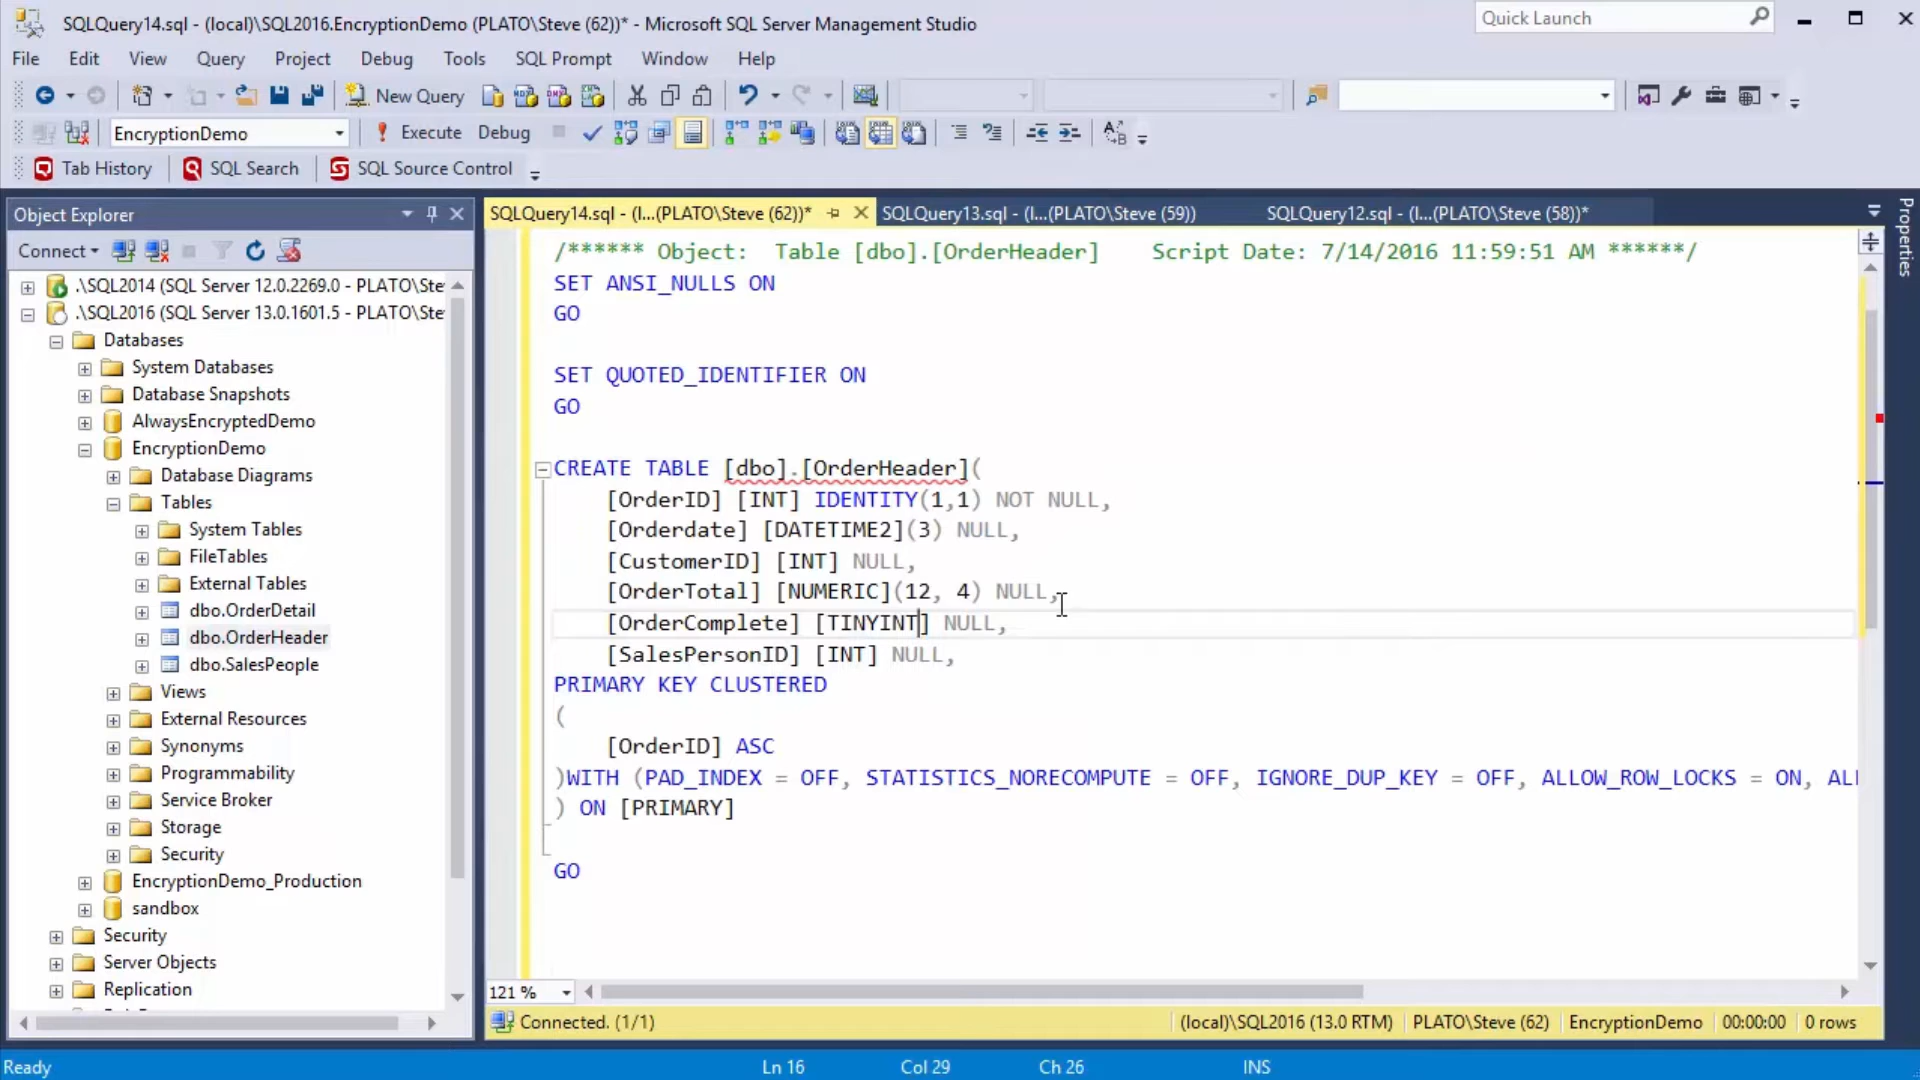 SQLQuery14.sql - (local)\SQL2016.EncryptionDemo (PLATO\Steve (62))* - Microsoft SQL Server Management Studio
Quick Launch
File Edit View Query Project Debug Tools SQL Prompt Window Help
New Query
EncryptionDemo Execute Debug
Tab History SQL Search SQL Source Control
Object Explorer
Connect
.\SQL2014 (SQL Server 12.0.2269.0 - PLATO\Ste
.\SQL2016 (SQL Server 13.0.1601.5 - PLATO\Ste
Databases
System Databases
Database Snapshots
AlwaysEncryptedDemo
EncryptionDemo
Database Diagrams
Tables
System Tables
FileTables
External Tables
dbo.OrderDetail
dbo.OrderHeader
dbo.SalesPeople
Views
External Resources
Synonyms
Programmability
Service Broker
Storage
Security
EncryptionDemo_Production
sandbox
Security
Server Objects
Replication
SQLQuery14.sql - (l...(PLATO\Steve (62))* SQLQuery13.sql - (l...(PLATO\Steve (59)) SQLQuery12.sql - (l...(PLATO\Steve (58))*
/****** Object:  Table [dbo].[OrderHeader]    Script Date: 7/14/2016 11:59:51 AM ******/
SET ANSI_NULLS ON
GO
SET QUOTED_IDENTIFIER ON
GO
CREATE TABLE [dbo].[OrderHeader](
[OrderID] [INT] IDENTITY(1,1) NOT NULL,
[Orderdate] [DATETIME2](3) NULL,
[CustomerID] [INT] NULL,
[OrderTotal] [NUMERIC](12, 4) NULL,
[OrderComplete] [TINYINT] NULL,
[SalesPersonID] [INT] NULL,
PRIMARY KEY CLUSTERED
(
[OrderID] ASC
)WITH (PAD_INDEX = OFF, STATISTICS_NORECOMPUTE = OFF, IGNORE_DUP_KEY = OFF, ALLOW_ROW_LOCKS = ON, ALL
) ON [PRIMARY]
GO
121 %
Connected. (1/1) (local)\SQL2016 (13.0 RTM) PLATO\Steve (62) EncryptionDemo 00:00:00 0 rows
Properties
Ready Ln 16 Col 29 Ch 26 INS